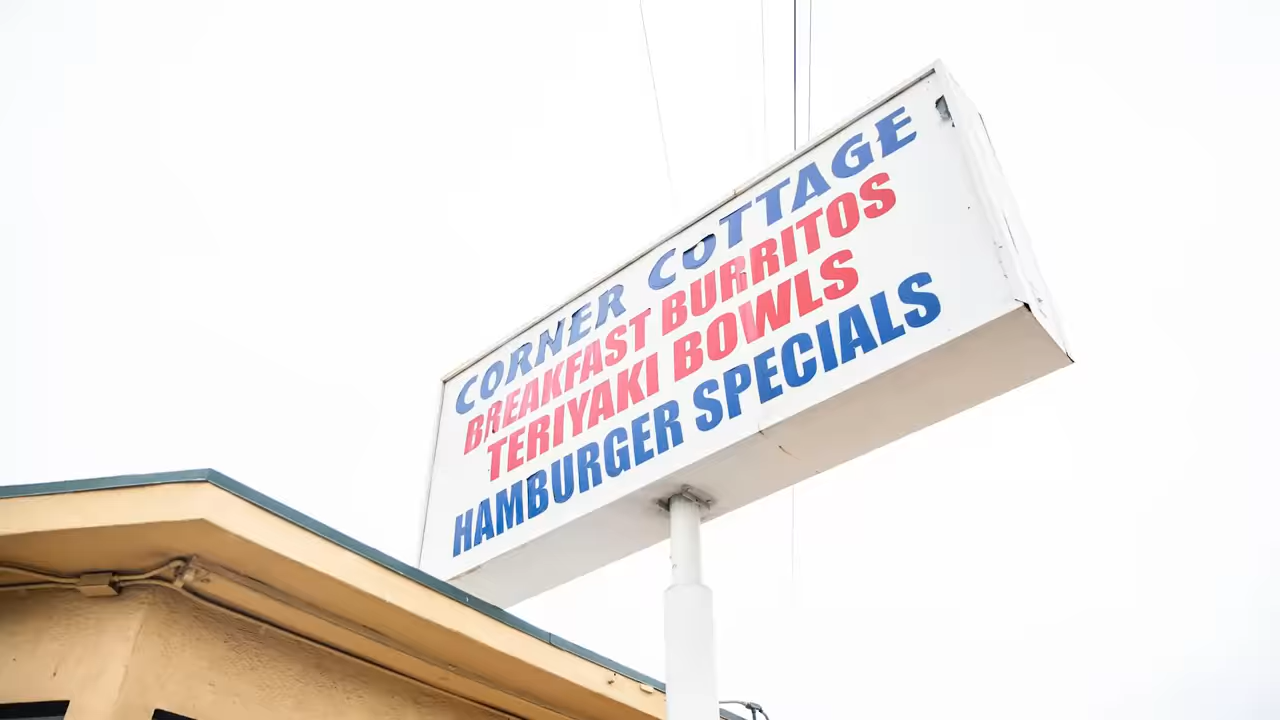 CORNER COTTAGE
BREAKFAST BURRITOS
TERIYAKI BOWLS
HAMBURGER SPECIALS